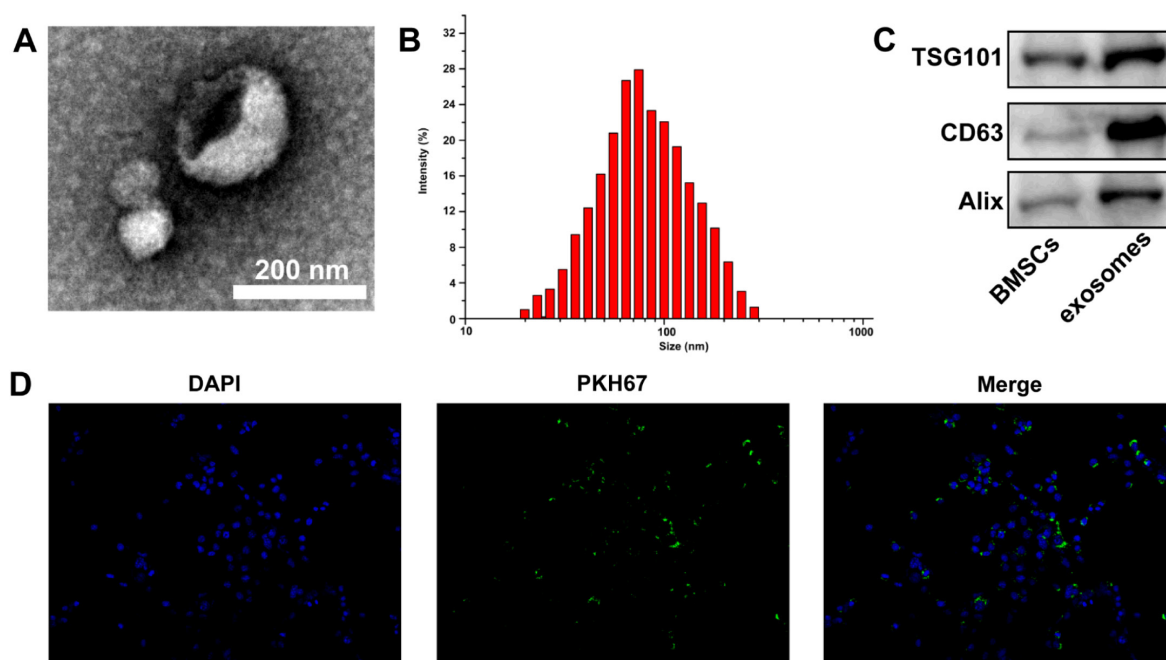 A
200 nm
B
Intensity (%)
32
28
24
20
16
12
8
4
0
10
100
1000
Size (nm)
C
TSG101
CD63
Alix
BMSCs
exosomes
D
DAPI
PKH67
Merge